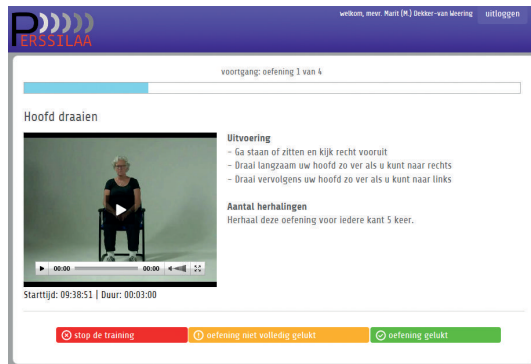 PERSSILAA
welkom, mevr. Marit (M.) Dekker-van Weering
uitloggen
voortgang: oefening 1 van 4
Hoofd draaien
Uitvoering
– Ga staan of zitten en kijk recht vooruit
– Draai langzaam uw hoofd zo ver als u kunt naar rechts
– Draai vervolgens uw hoofd zo ver als u kunt naar links
Aantal herhalingen
Herhaal deze oefening voor iedere kant 5 keer.
00:00 00:00
Starttijd: 09:38:51 | Duur: 00:03:00
stop de training
oefening niet volledig gelukt
oefening gelukt